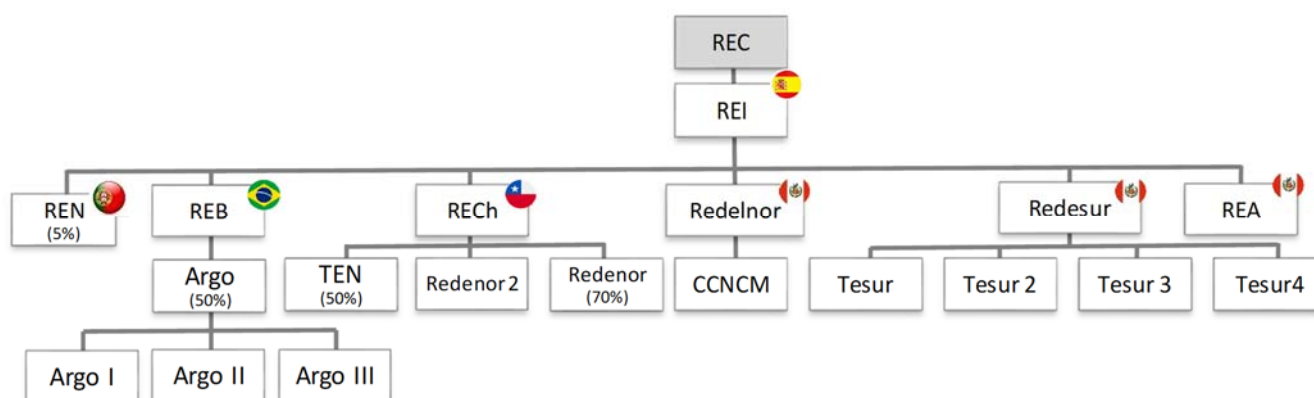 REC
REI
REN
(5%)
REB
RECh
Redelnor
Redesur
REA
Argo
(50%)
TEN
(50%)
Redenor 2
Redenor
(70%)
CCNCM
Tesur
Tesur 2
Tesur 3
Tesur4
Argo I
Argo II
Argo III